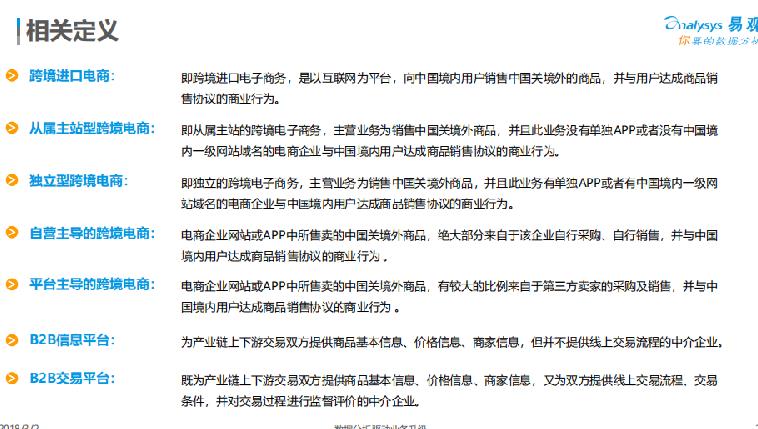 相关定义
analysys 易观
你要的数据分析
跨境进口电商：
即跨境进口电子商务，是以互联网为平台，向中国境内用户销售中国关境外的商品，并与用户达成商品销
售协议的商业行为。
从属主站型跨境电商：
即从属主站的跨境电子商务，主营业务为销售中国关境外商品，并且此业务没有单独APP或者没有中国境
内一级网站域名的电商企业与中国境内用户达成商品销售协议的商业行为。
独立型跨境电商：
即独立的跨境电子商务，主营业务为销售中国关境外商品，并且此业务有单独APP或者有中国境内一级网
站域名的电商企业与中国境内用户达成商品销售协议的商业行为。
自营主导的跨境电商：
电商企业网站或APP中所售卖的中国关境外商品，绝大部分来自于该企业自行采购、自行销售，并与中国
境内用户达成商品销售协议的商业行为 。
平台主导的跨境电商：
电商企业网站或APP中所售卖的中国关境外商品，有较大的比例来自于第三方卖家的采购及销售，并与中
国境内用户达成商品销售协议的商业行为 。
B2B信息平台：
为产业链上下游交易双方提供商品基本信息、价格信息、商家信息，但并不提供线上交易流程的中介企业。
B2B交易平台：
既为产业链上下游交易双方提供商品基本信息、价格信息、商家信息，又为双方提供线上交易流程、交易
条件，并对交易过程进行监督评价的中介企业。